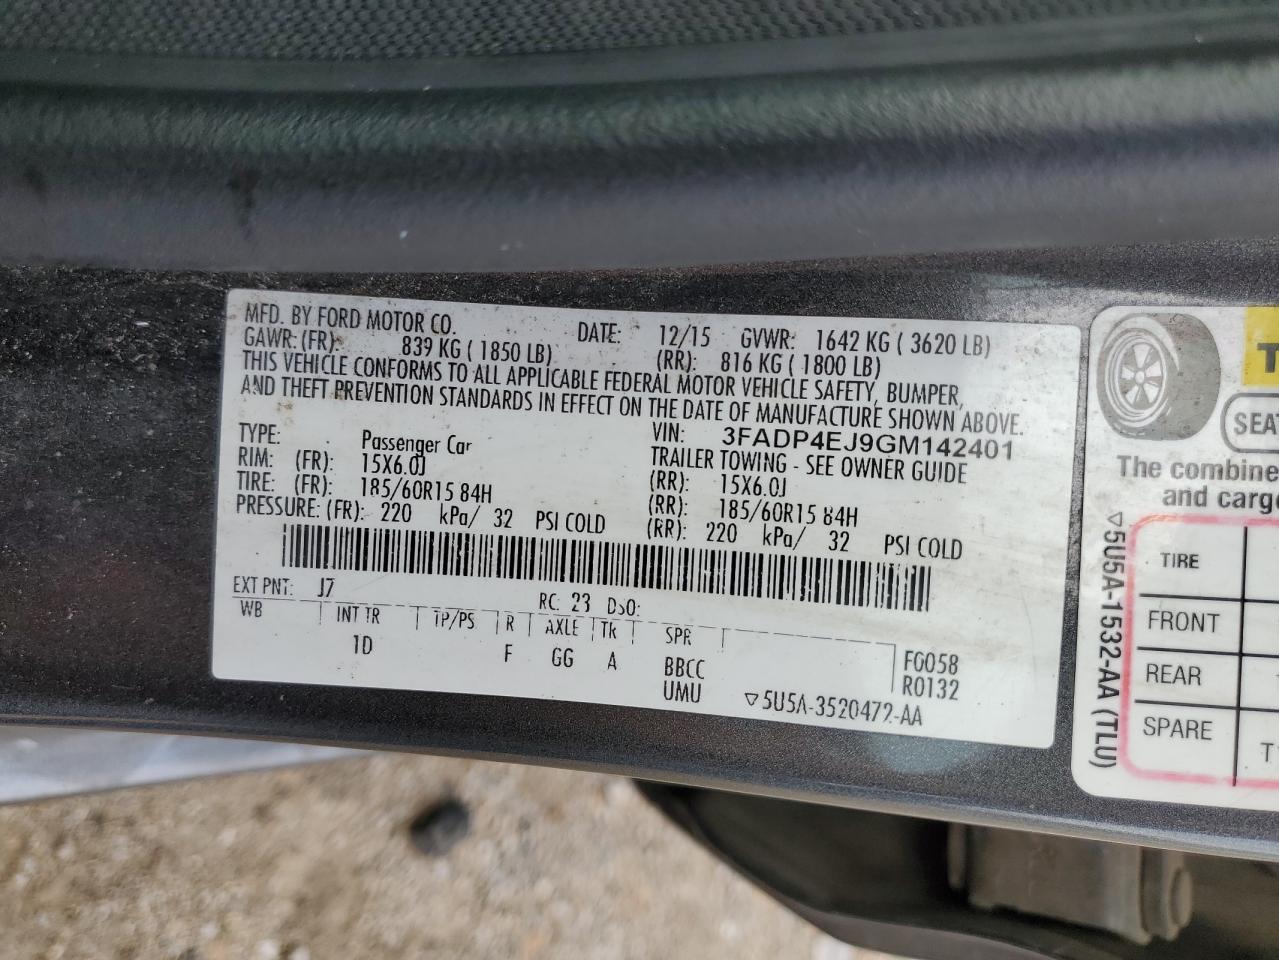 MFD. BY FORD MOTOR CO. DATE: 12/15 GVWR: 1642 KG ( 3620 LB)
GAWR: (FR): 839 KG ( 1850 LB) (RR): 816 KG ( 1800 LB)
THIS VEHICLE CONFORMS TO ALL APPLICABLE FEDERAL MOTOR VEHICLE SAFETY, BUMPER,
AND THEFT PREVENTION STANDARDS IN EFFECT ON THE DATE OF MANUFACTURE SHOWN ABOVE.
TYPE: Passenger Car VIN: 3FADP4EJ9GM142401
TRAILER TOWING - SEE OWNER GUIDE
RIM: (FR): 15X6.0J (RR): 15X6.0J
TIRE: (FR): 185/60R15 84H (RR): 185/60R15 84H
PRESSURE: (FR): 220 kPa/ 32 PSI COLD (RR): 220 kPa/ 32 PSI COLD
EXT PNT: J7 RC: 23 DSO:
WB INT TR TP/PS R AXLE Tk SPR
1D F GG A BBCC F0058
UMU R0132
▽5U5A-3520472-AA
SEAT
The combine
and cargo
▽5U5A-1532-AA (TLU)
TIRE
FRONT
REAR
SPARE